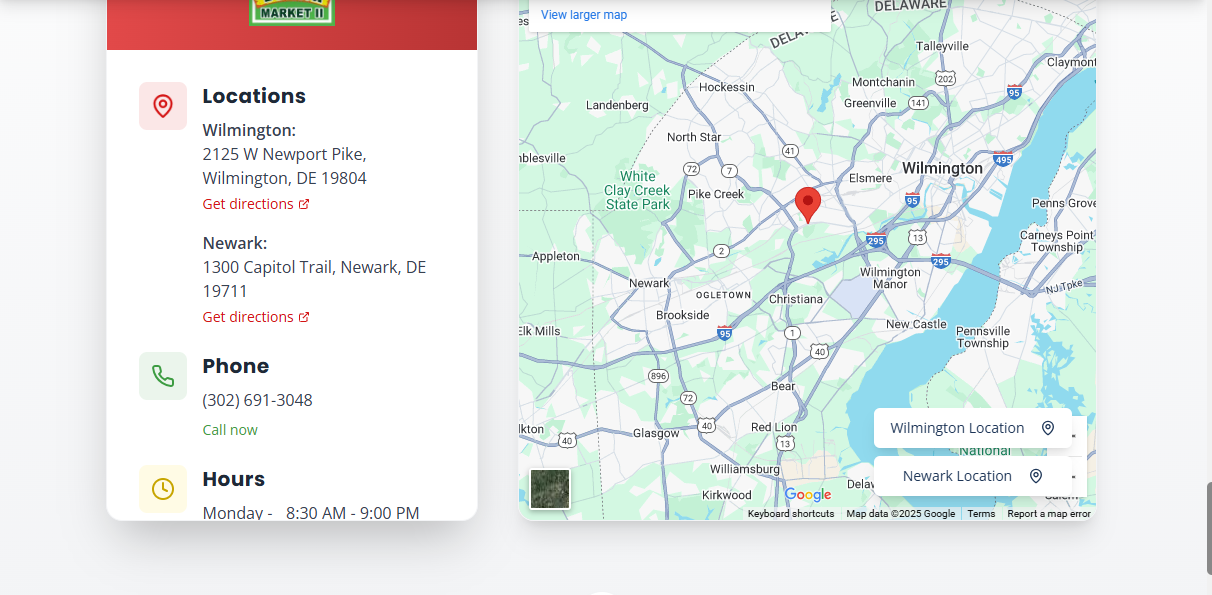 MARKET II
Locations
Wilmington:
2125 W Newport Pike,
Wilmington, DE 19804
Get directions
Newark:
1300 Capitol Trail, Newark, DE
19711
Get directions
Phone
(302) 691-3048
Call now
Hours
Monday - 8:30 AM - 9:00 PM
View larger map
DELAWARE
Talleyville
Claymont
202
Montchanin
95
Hockessin
Greenville
141
Landenberg
North Star
41
495
Wilmington
72
7
White
Clay Creek
State Park
Elsmere
Pike Creek
95
Penns Grove
295
13
Carneys Point
Township
2
295
Appleton
Wilmington
Manor
Newark
NJ Tpke
OGLETOWN
Christiana
Brookside
New Castle
Elk Mills
95
1
Pennsville
Township
40
896
Bear
72
40
Red Lion
Glasgow
13
40
Wilmington Location
National
Williamsburg
Newark Location
Kirkwood
Google
Keyboard shortcuts
Map data ©2025 Google
Terms
Report a map error